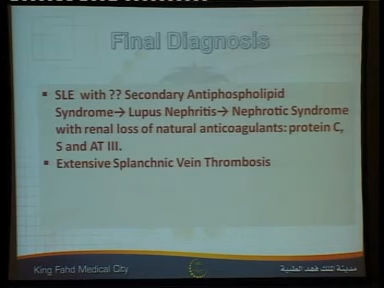 Final Diagnosis
▪ SLE with ?? Secondary Antiphospholipid
Syndrome→ Lupus Nephritis→ Nephrotic Syndrome
with renal loss of natural anticoagulants: protein C,
S and AT III.
▪ Extensive Splanchnic Vein Thrombosis
King Fahd Medical City
مدينة الملك فهد الطبية